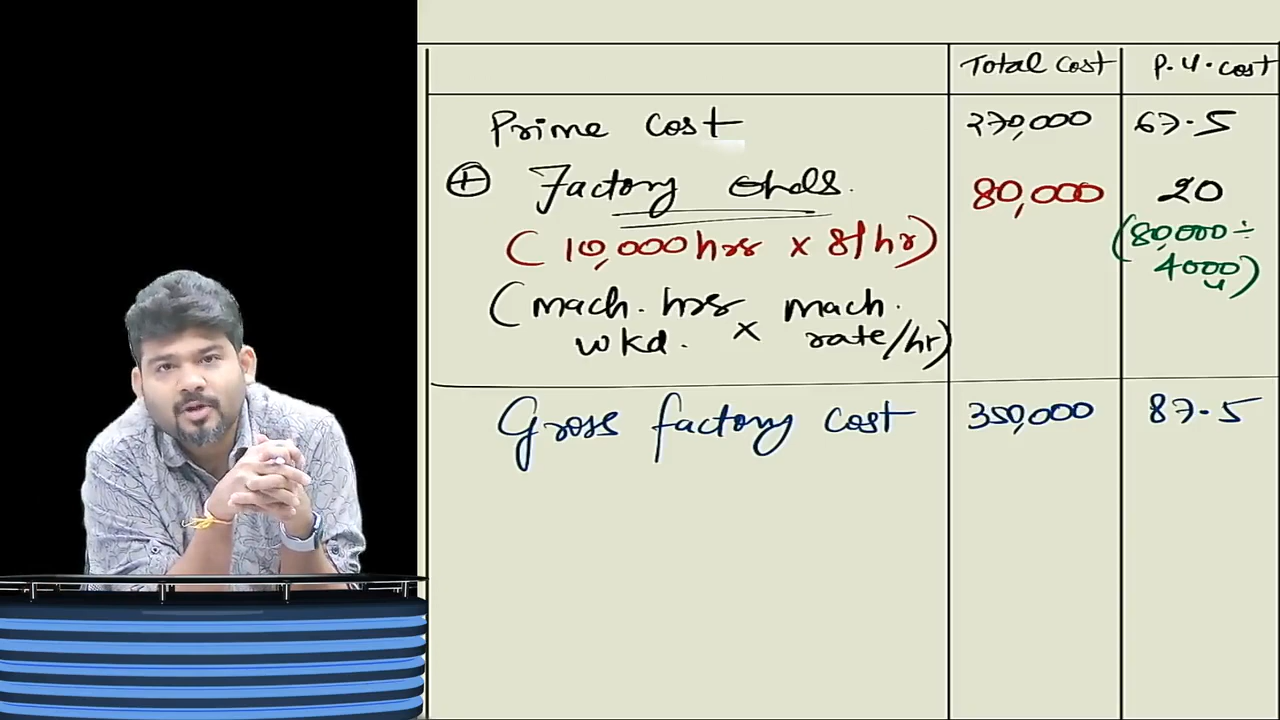 Total Cost P.U. cost
Prime Cost 270,000 67.5
+ Factory Ohds. 80,000 20
(10,000 hrs x 8/hr) (80,000 ÷
4000 u)
(mach. hrs x mach.
wkd. rate/hr)
Gross factory cost 350,000 87.5